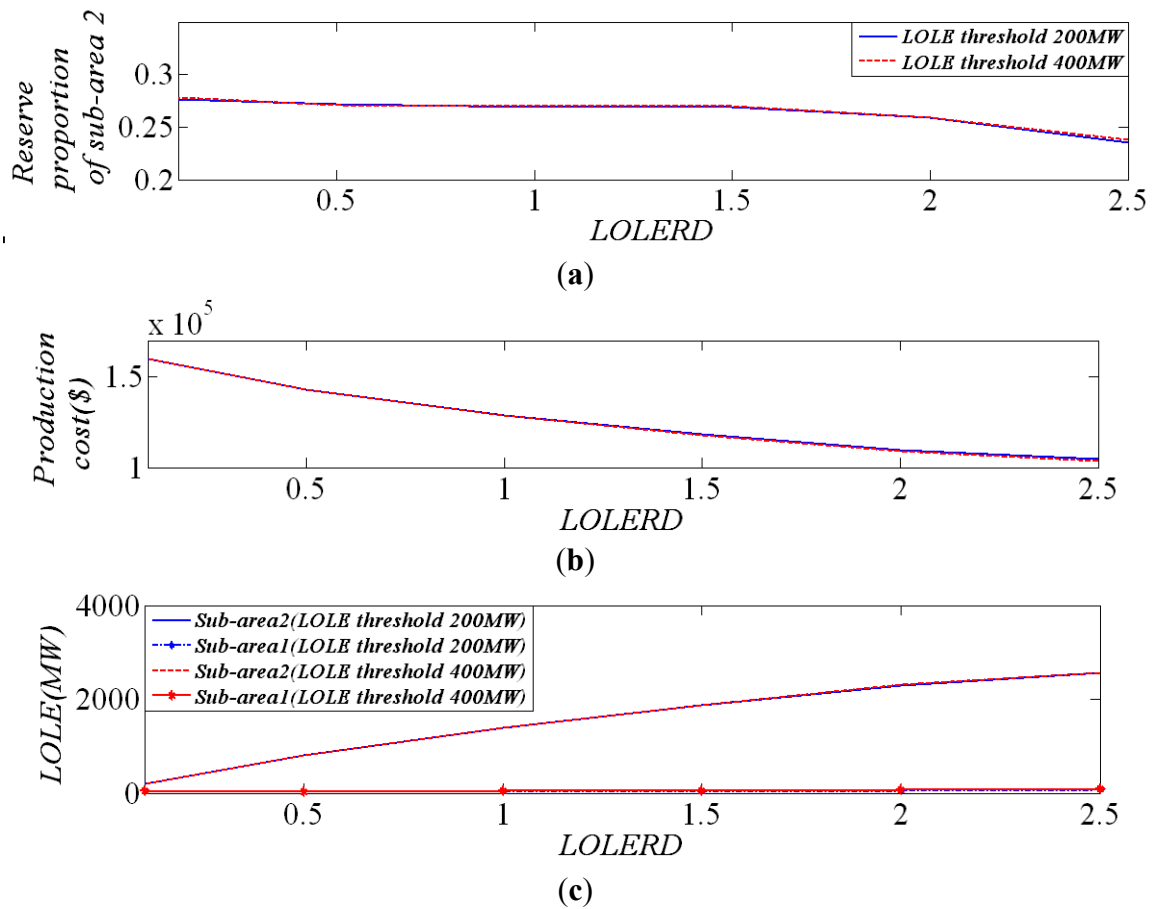 Reserve
proportion
of sub-area 2
0.3
0.25
0.2
LOLE threshold 200MW
LOLE threshold 400MW
0.5 1 1.5 2 2.5
LOLERD
(a)
x 10^5
Production
cost($)
1.5
1
0.5 1 1.5 2 2.5
LOLERD
(b)
LOLE(MW)
4000
2000
0
Sub-area2(LOLE threshold 200MW)
Sub-area1(LOLE threshold 200MW)
Sub-area2(LOLE threshold 400MW)
Sub-area1(LOLE threshold 400MW)
0.5 1 1.5 2 2.5
LOLERD
(c)